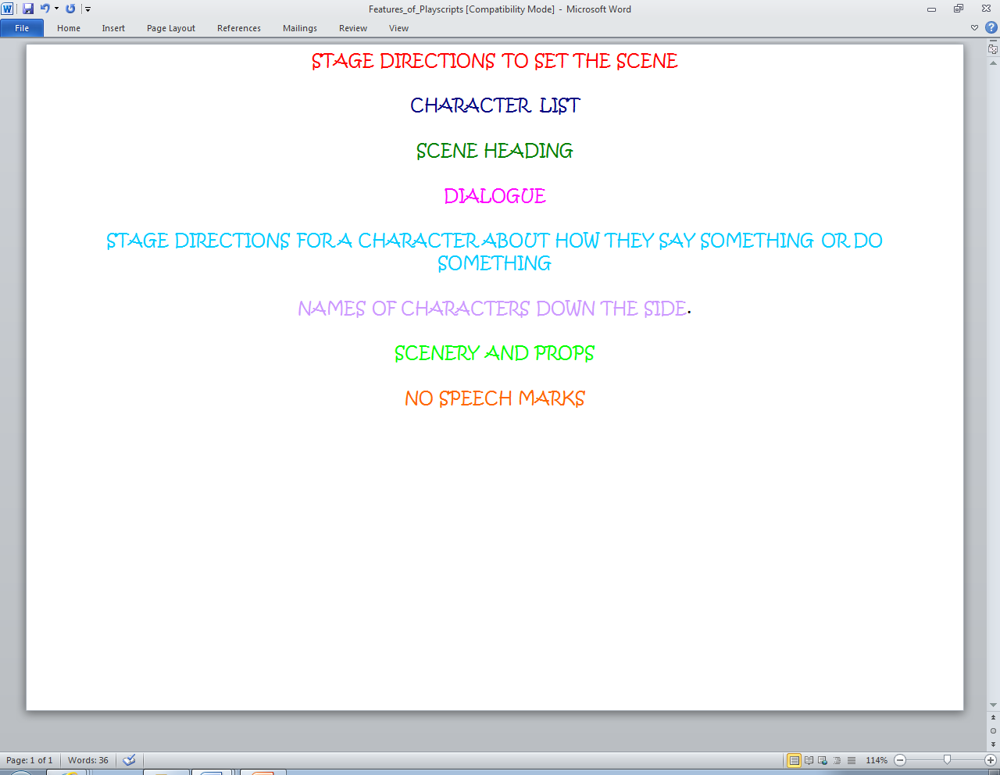 Features_of_Playscripts [Compatibility Mode] - Microsoft Word
File Home Insert Page Layout References Mailings Review View
STAGE DIRECTIONS TO SET THE SCENE
CHARACTER LIST
SCENE HEADING
DIALOGUE
STAGE DIRECTIONS FOR A CHARACTER ABOUT HOW THEY SAY SOMETHING OR DO
SOMETHING
NAMES OF CHARACTERS DOWN THE SIDE.
SCENERY AND PROPS
NO SPEECH MARKS
Page: 1 of 1 Words: 36 114%